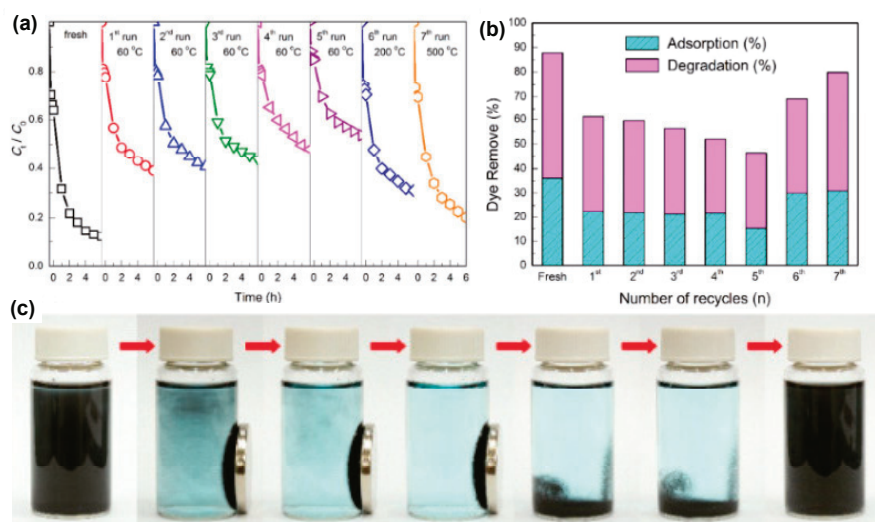 (a)
fresh
1st run
60 °C
2nd run
60 °C
3rd run
60 °C
4th run
60 °C
5th run
60 °C
6th run
200 °C
7th run
500 °C
Ct / C0
0.8
0.6
0.4
0.2
0.0
0 2 4 0 2 4 0 2 4 0 2 4 0 2 4 0 2 4 0 2 4 6
Time (h)
(b)
Adsorption (%)
Degradation (%)
Dye Remove (%)
100
90
80
70
60
50
40
30
20
10
0
Fresh 1st 2nd 3rd 4th 5th 6th 7th
Number of recycles (n)
(c)